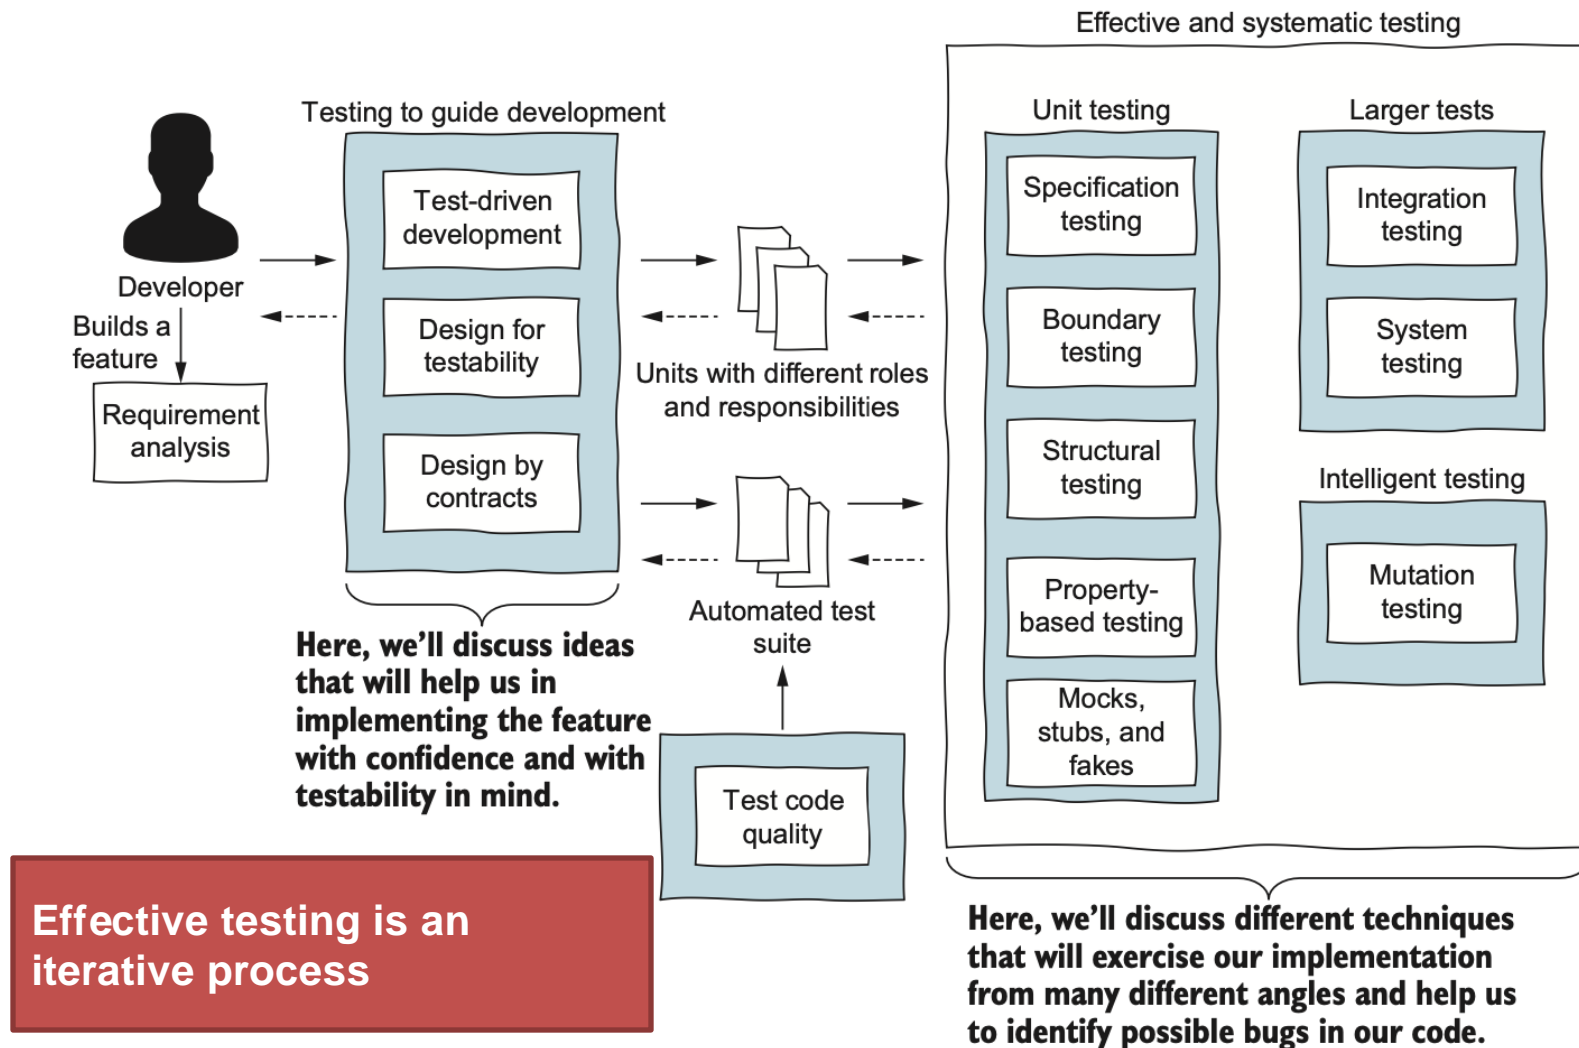 Effective and systematic testing
Testing to guide development
Unit testing
Larger tests
Test-driven
development
Design for
testability
Design by
contracts
Developer
Builds a
feature
Requirement
analysis
Units with different roles
and responsibilities
Automated test
suite
Test code
quality
Specification
testing
Boundary
testing
Structural
testing
Property-
based testing
Mocks,
stubs, and
fakes
Integration
testing
System
testing
Intelligent testing
Mutation
testing
Here, we’ll discuss ideas
that will help us in
implementing the feature
with confidence and with
testability in mind.
Effective testing is an
iterative process
Here, we’ll discuss different techniques
that will exercise our implementation
from many different angles and help us
to identify possible bugs in our code.